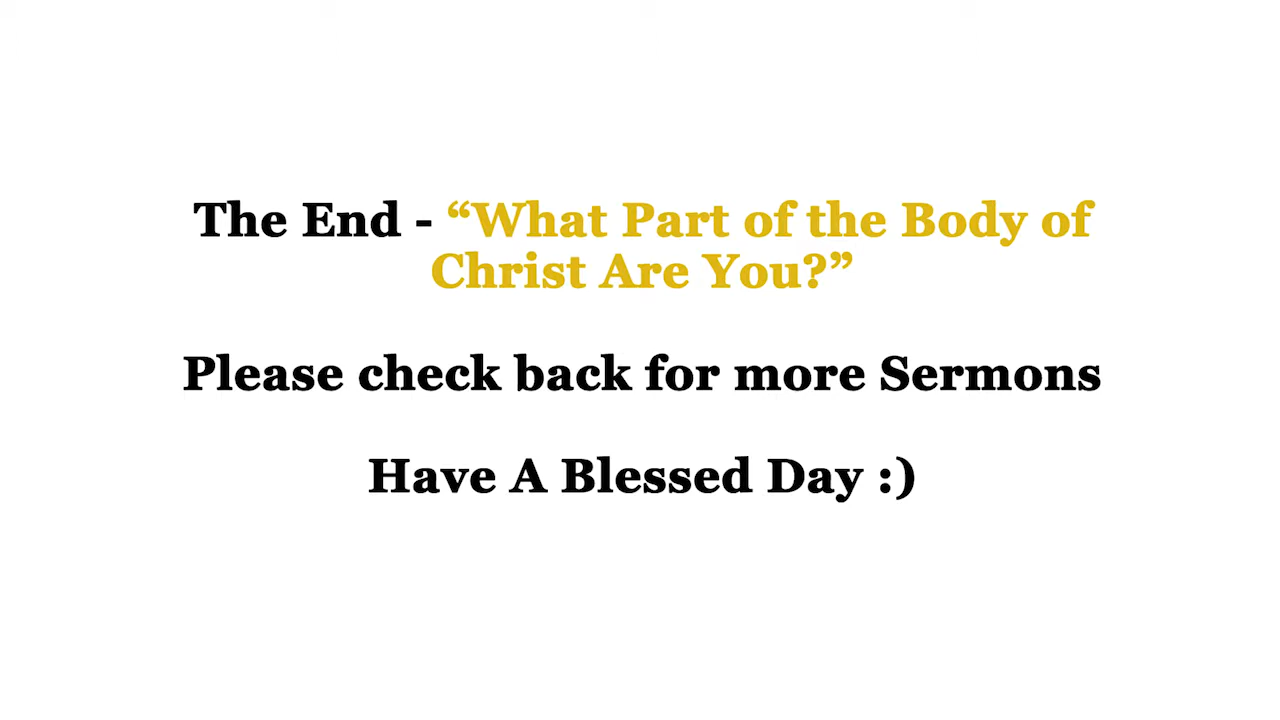 The End - “What Part of the Body of
Christ Are You?”
Please check back for more Sermons
Have A Blessed Day :)